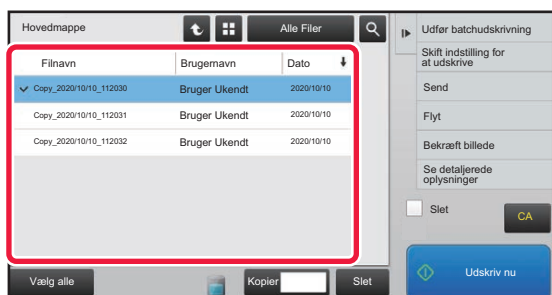 Hovedmappe
Alle Filer
Filnavn
Brugernavn
Dato
Copy_2020/10/10_112030
Bruger Ukendt
2020/10/10
Copy_2020/10/10_112031
Bruger Ukendt
2020/10/10
Copy_2020/10/10_112032
Bruger Ukendt
2020/10/10
Vælg alle
Kopier
Slet
Udfør batchudskrivning
Skift indstilling for
at udskrive
Send
Flyt
Bekræft billede
Se detaljerede
oplysninger
Slet
CA
Udskriv nu